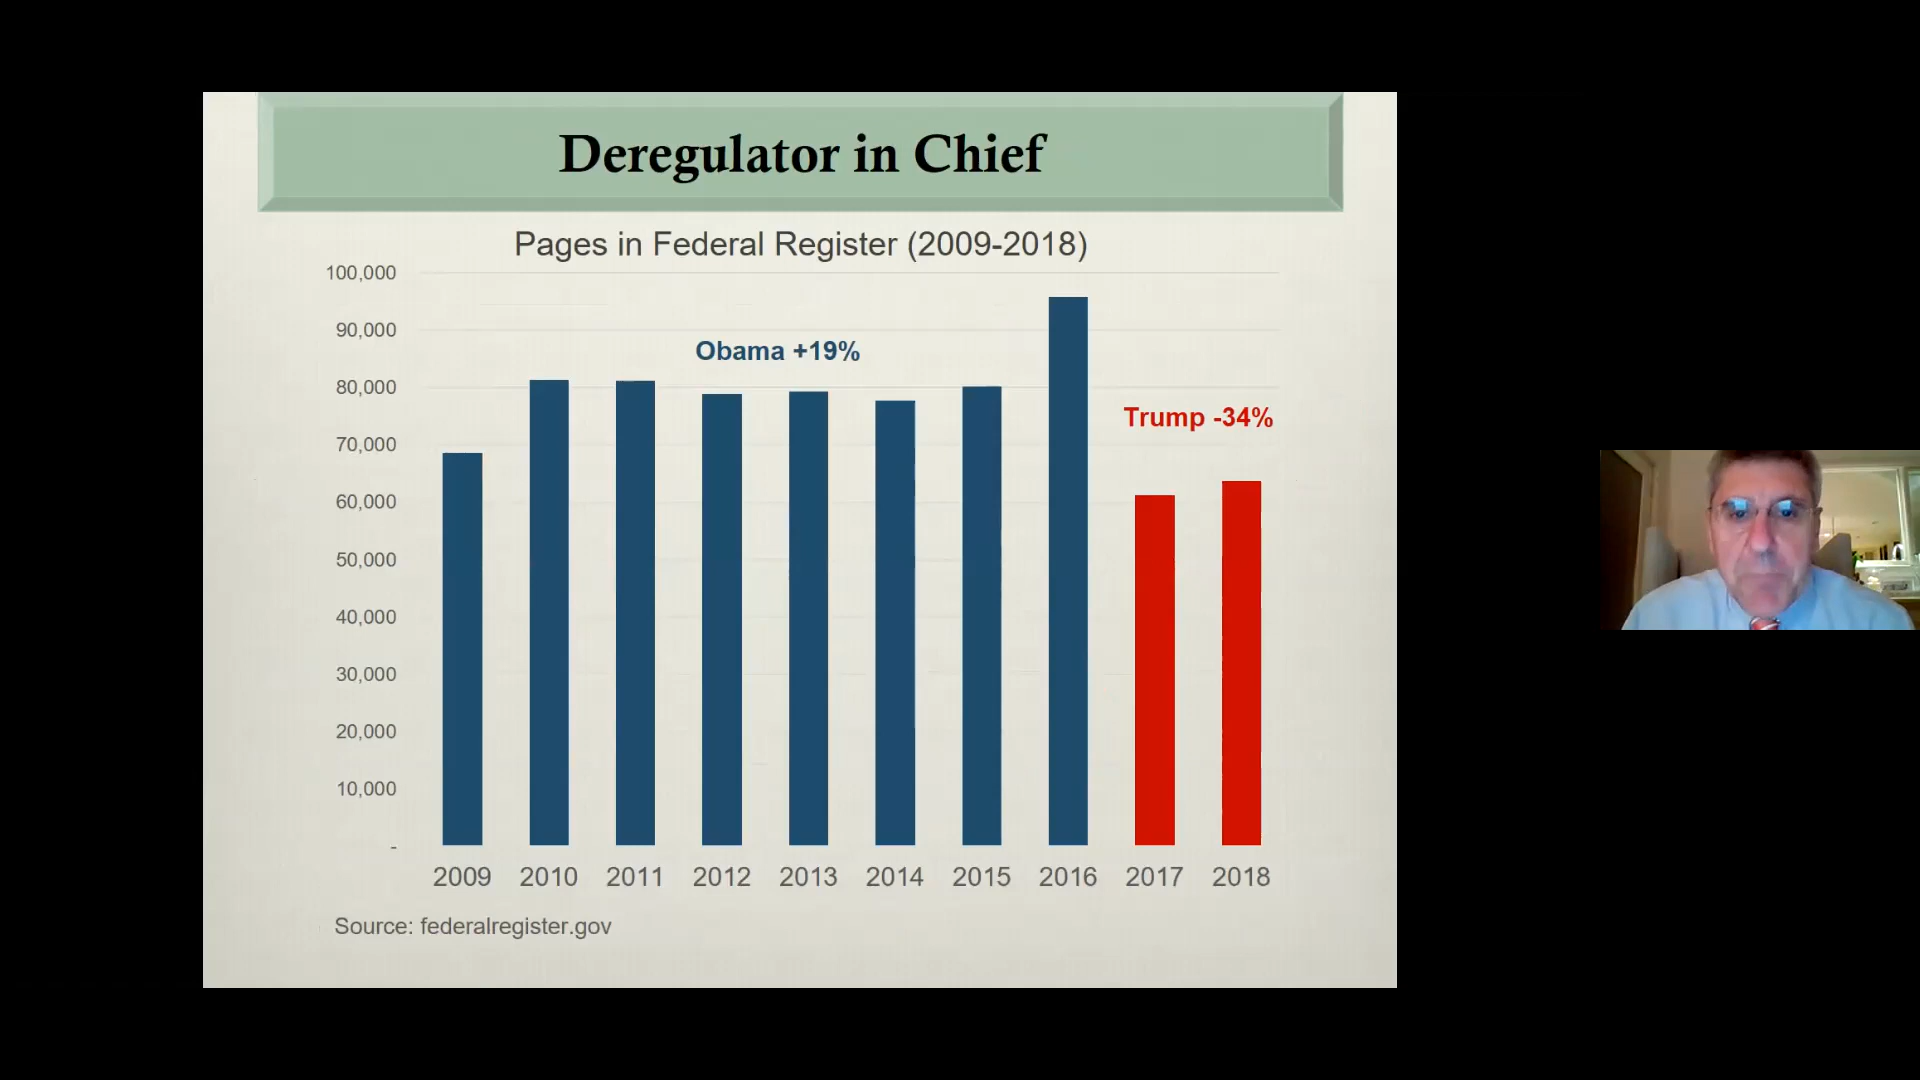 Deregulator in Chief
Pages in Federal Register (2009-2018)
100,000
90,000
Obama +19%
80,000
Trump -34%
70,000
60,000
50,000
40,000
30,000
20,000
10,000
-
2009 2010 2011 2012 2013 2014 2015 2016 2017 2018
Source: federalregister.gov